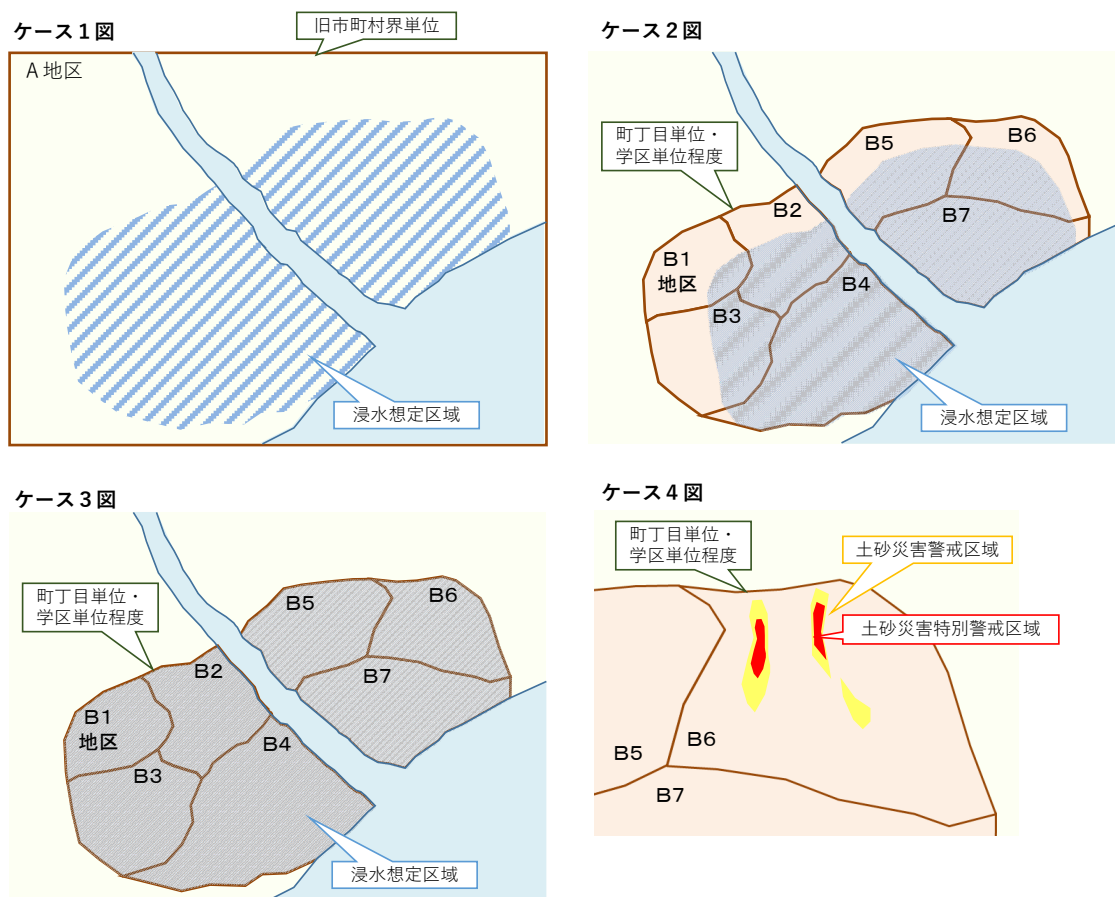 ケース1図
旧市町村界単位
A 地区
浸水想定区域
ケース2図
町丁目単位・
学区単位程度
B5
B6
B2
B7
B1
地区
B4
B3
浸水想定区域
ケース3図
町丁目単位・
学区単位程度
B5
B6
B2
B7
B1
地区
B4
B3
浸水想定区域
ケース4図
町丁目単位・
学区単位程度
土砂災害警戒区域
土砂災害特別警戒区域
B5
B6
B7